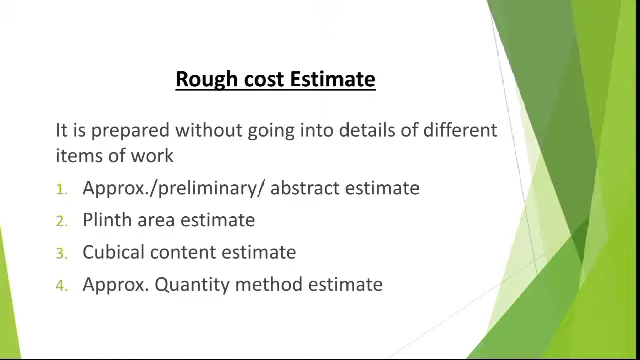 Rough cost Estimate
It is prepared without going into details of different
items of work
1. Approx./preliminary/ abstract estimate
2. Plinth area estimate
3. Cubical content estimate
4. Approx. Quantity method estimate